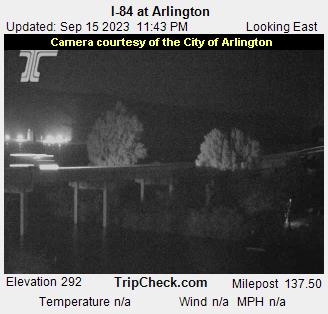 I-84 at Arlington
Updated: Sep 15 2023 11:43 PM Looking East
Camera courtesy of the City of Arlington
Elevation 292 TripCheck.com Milepost 137.50
Temperature n/a Wind n/a MPH n/a